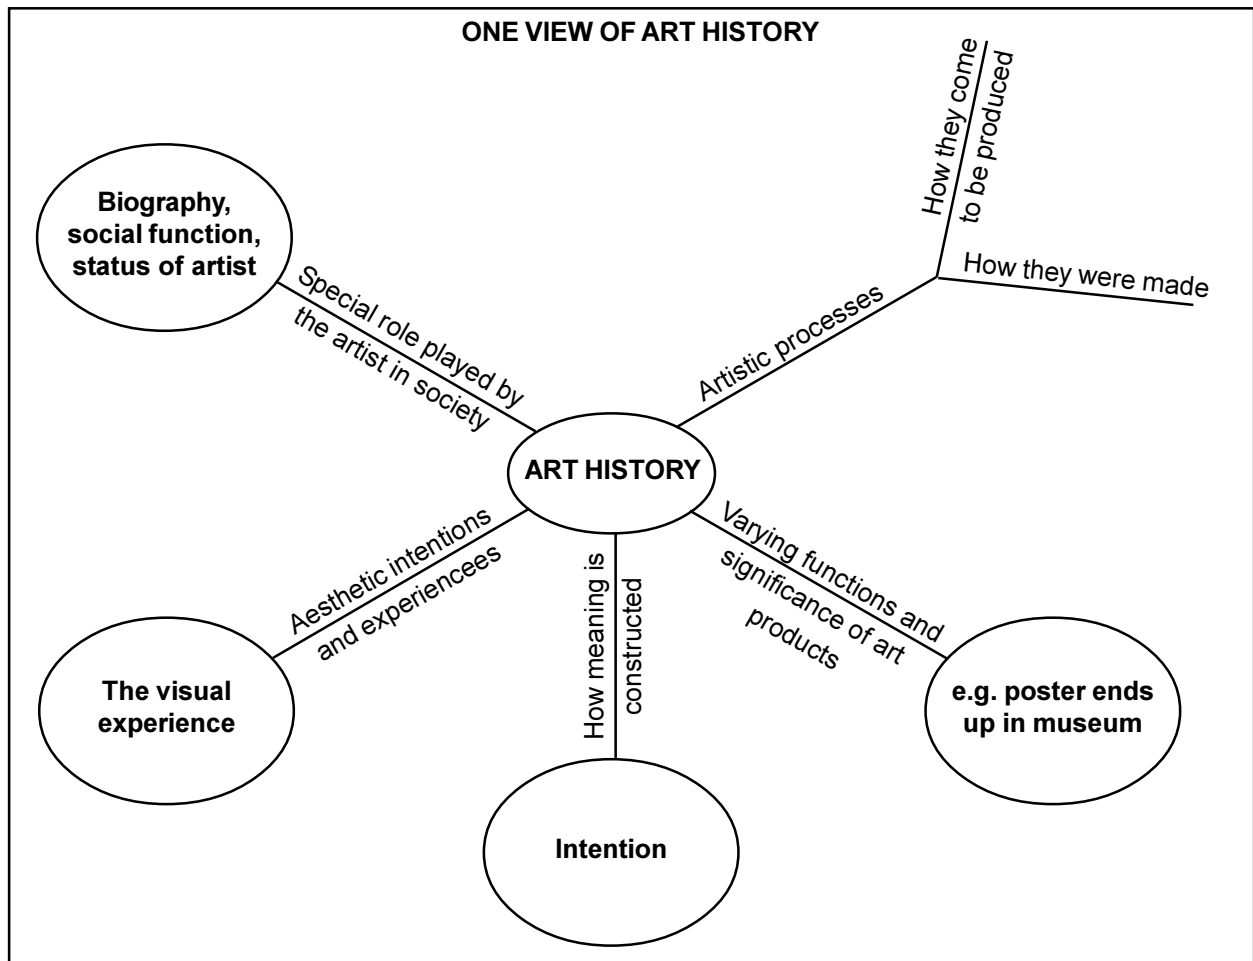 ONE VIEW OF ART HISTORY
How they come
to be produced
How they were made
Artistic processes
Biography,
social function,
status of artist
Special role played by
the artist in society
ART HISTORY
Aesthetic intentions
and experiencees
The visual
experience
How meaning is
constructed
Intention
Varying functions and
significance of art
products
e.g. poster ends
up in museum